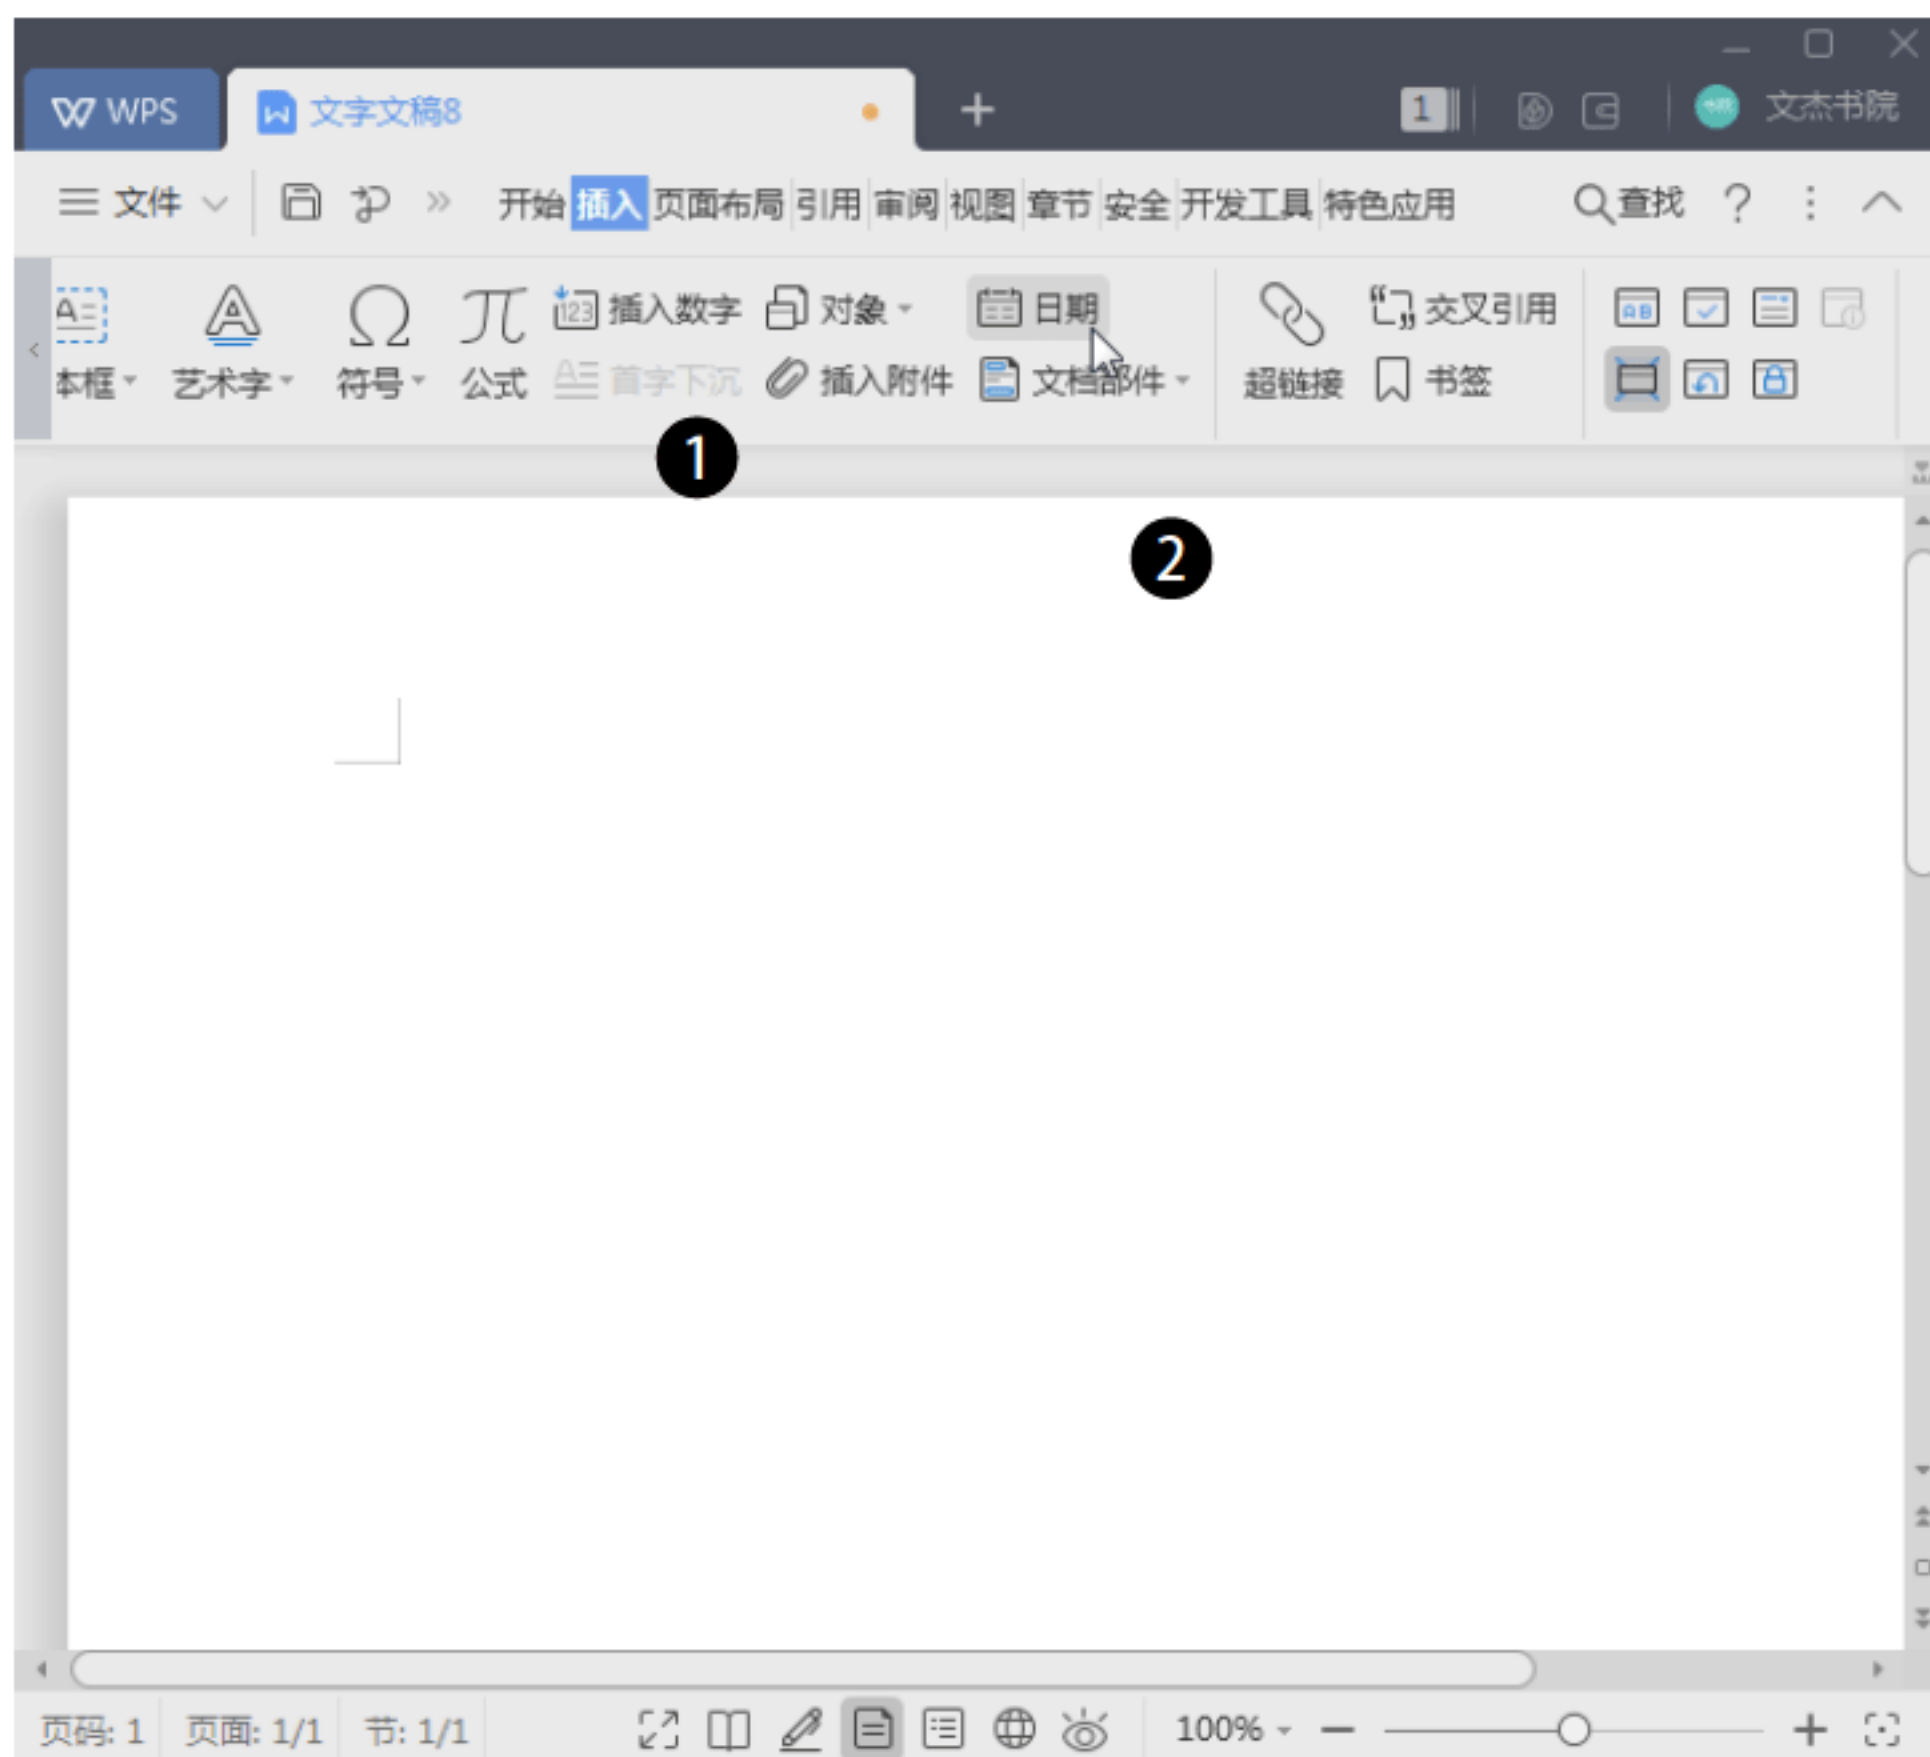 WPS 文字文稿8 + 1 文杰书院
文件 开始 插入 页面布局 引用 审阅 视图 章节 安全 开发工具 特色应用 查找 ?
插入数字 对象 日期 交叉引用
本框 艺术字 符号 公式 首字下沉 插入附件 文档部件 超链接 书签
1
2
页码: 1 页面: 1/1 节: 1/1 100%